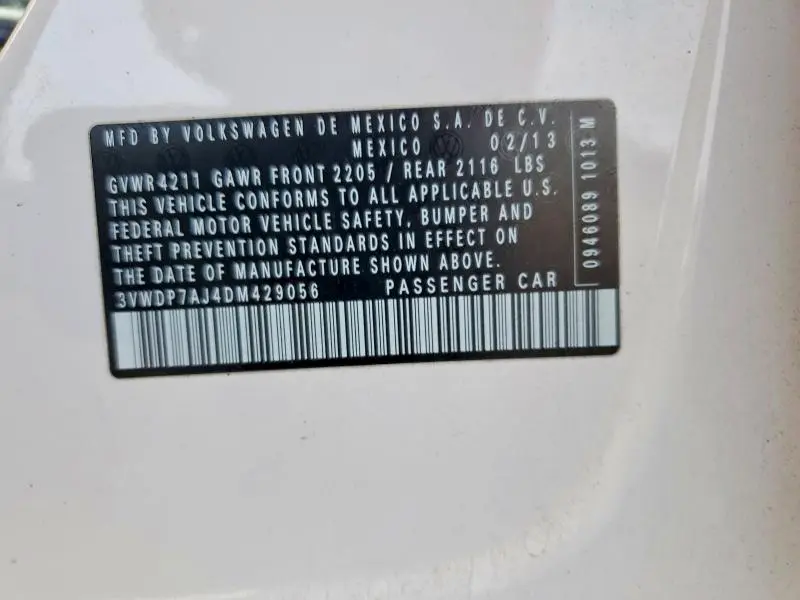 MFD BY VOLKSWAGEN DE MEXICO S.A. DE C.V.
MEXICO 02/13
GVWR 4211 GAWR FRONT 2205 / REAR 2116 LBS
THIS VEHICLE CONFORMS TO ALL APPLICABLE U.S.
FEDERAL MOTOR VEHICLE SAFETY, BUMPER AND
THEFT PREVENTION STANDARDS IN EFFECT ON
THE DATE OF MANUFACTURE SHOWN ABOVE.
3VWDP7AJ4DM429056 PASSENGER CAR
0946089 1013 M